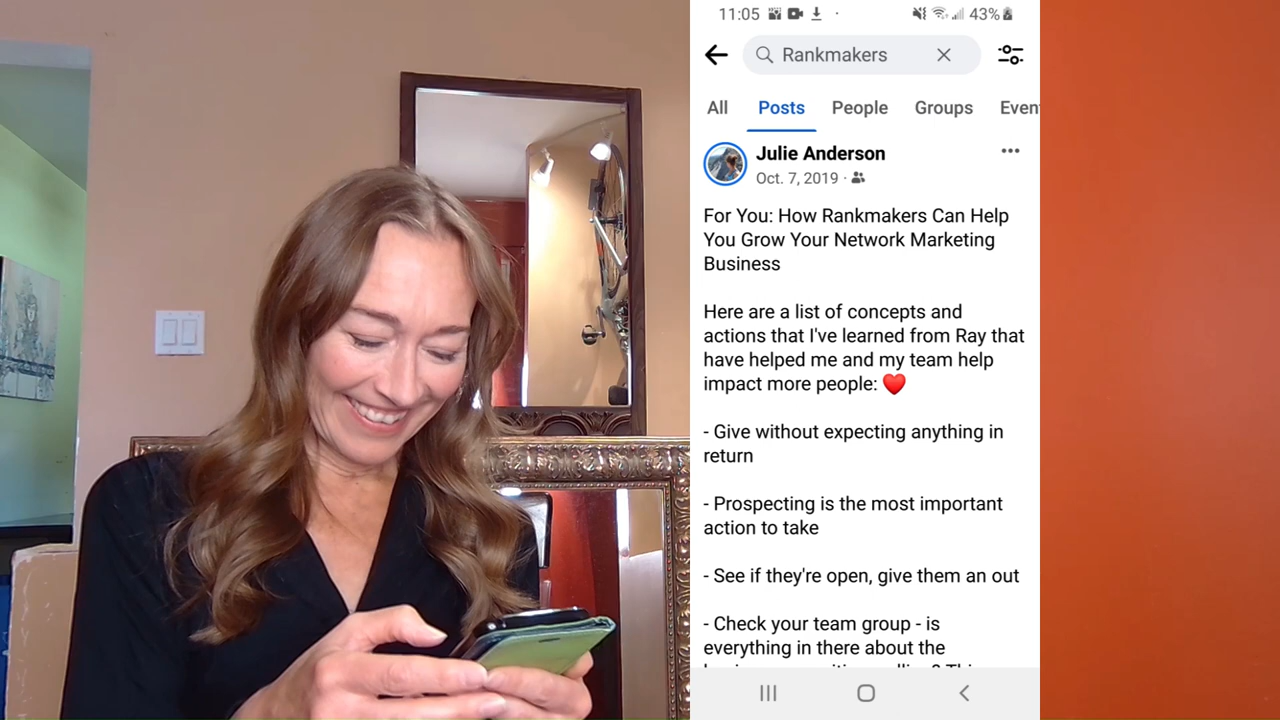 11:05
43%
Rankmakers
All Posts People Groups Even
Julie Anderson
Oct. 7, 2019 ·
For You: How Rankmakers Can Help
You Grow Your Network Marketing
Business
Here are a list of concepts and
actions that I've learned from Ray that
have helped me and my team help
impact more people: ❤️
- Give without expecting anything in
return
- Prospecting is the most important
action to take
- See if they're open, give them an out
- Check your team group - is
everything in there about the